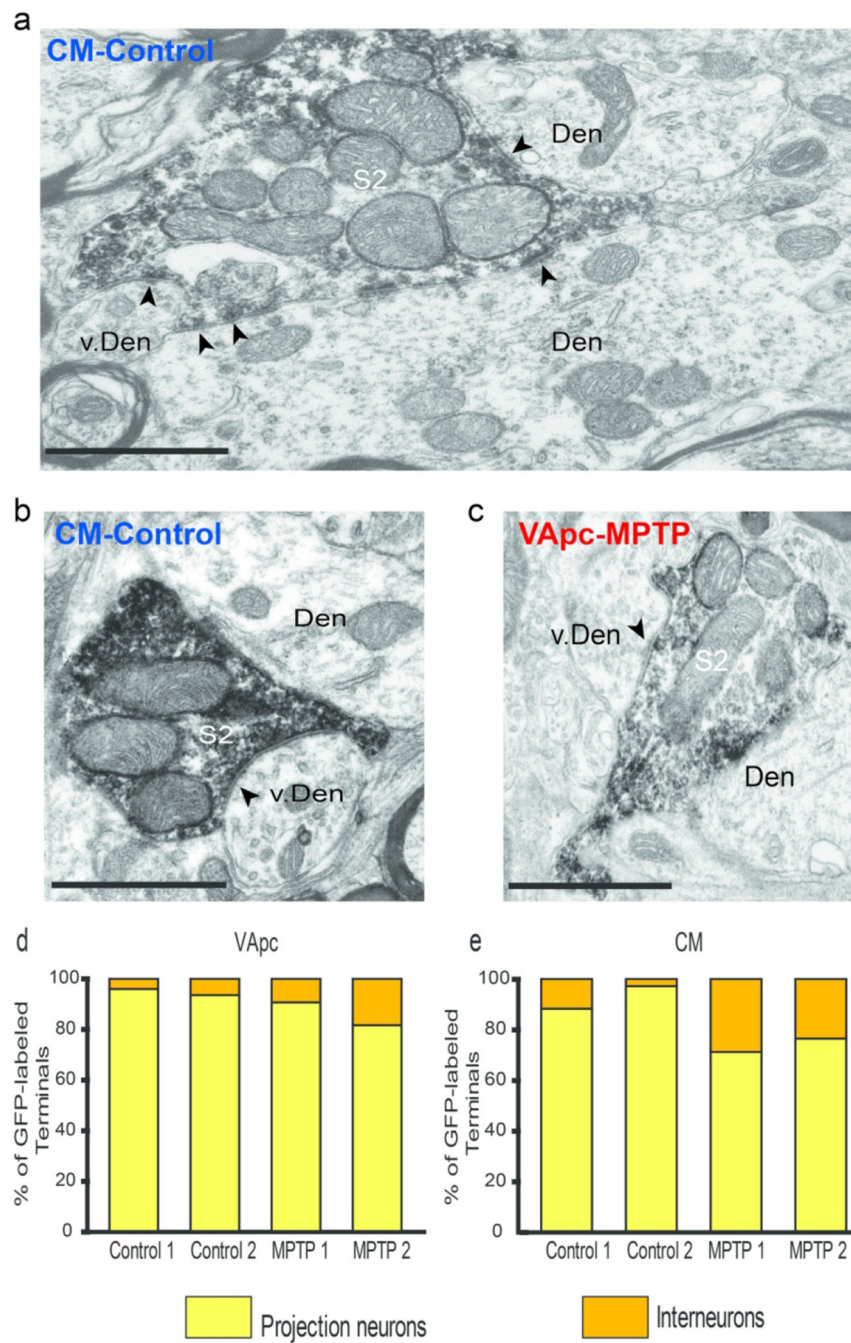 a
CM-Control
Den
S2
v.Den
Den
b
CM-Control
Den
S2
v.Den
c
VApc-MPTP
v.Den
S2
Den
d
VApc
% of GFP-labeled
Terminals
100
80
60
40
20
0
Control 1 Control 2 MPTP 1 MPTP 2
e
CM
% of GFP-labeled
Terminals
100
80
60
40
20
0
Control 1 Control 2 MPTP 1 MPTP 2
Projection neurons
Interneurons